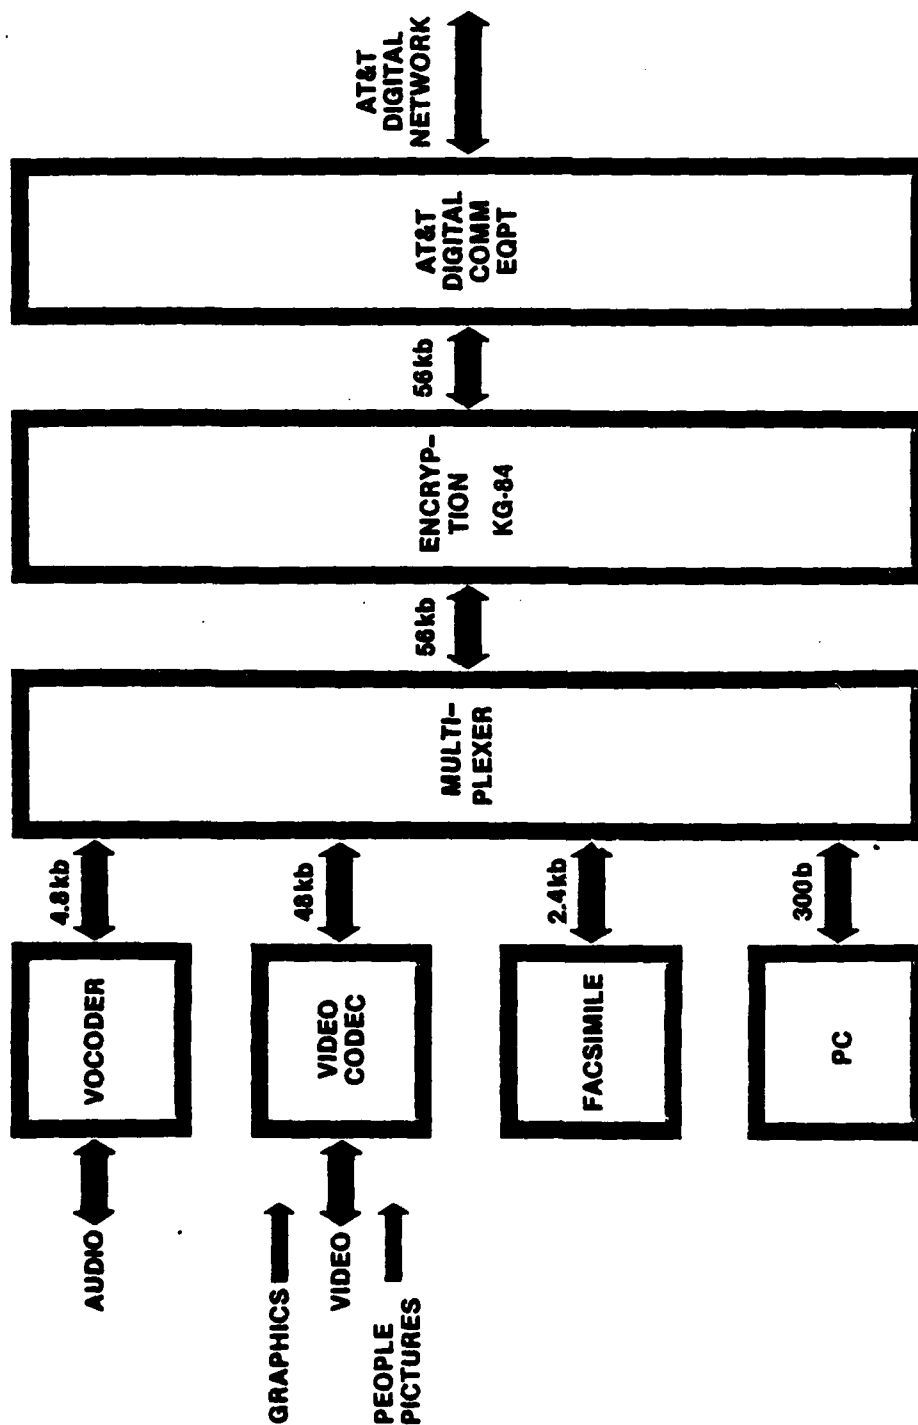 AUDIO
GRAPHICS
VIDEO
PEOPLE
PICTURES
VOCODER
VIDEO
CODEC
FACSIMILE
PC
4.8kb
48kb
2.4kb
300b
MULTI-
PLEXER
56kb
ENCRYP-
TION
KG-84
56kb
AT&T
DIGITAL
COMM
EQPT
AT&T
DIGITAL
NETWORK